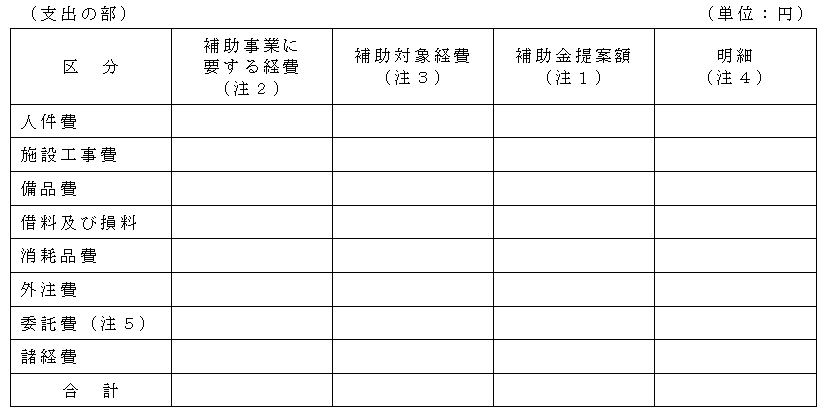 （支出の部） （単位：円）
区　分 補助事業に要する経費（注２） 補助対象経費（注３） 補助金提案額（注１） 明細（注４）
人件費
施設工事費
備品費
借料及び損料
消耗品費
外注費
委託費（注５）
諸経費
合　計